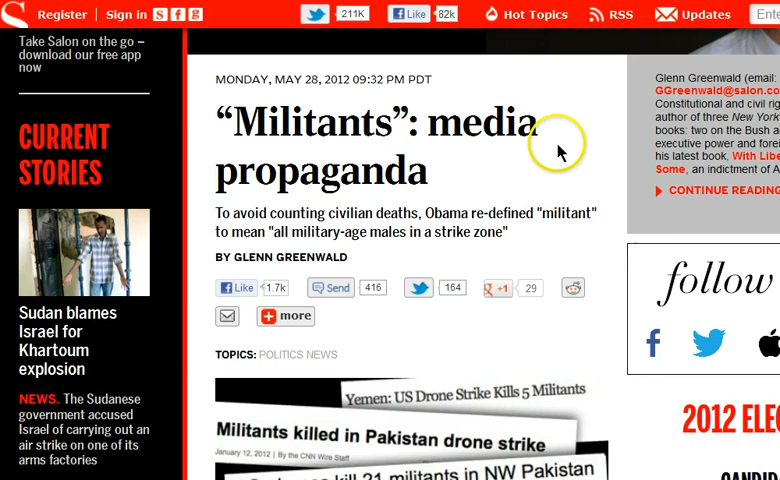 Register
Sign in
211K
Like 82k
Hot Topics
RSS
Updates
Take Salon on the go –
download our free app
now
CURRENT
STORIES
Sudan blames
Israel for
Khartoum
explosion
NEWS. The Sudanese
government accused
Israel of carrying out an
air strike on one of its
arms factories
MONDAY, MAY 28, 2012 09:32 PM PDT
“Militants”: media
propaganda
To avoid counting civilian deaths, Obama re-defined "militant"
to mean "all military-age males in a strike zone"
BY GLENN GREENWALD
Like 1.7k
Send 416
164
+1 29
more
TOPICS: POLITICS NEWS
Yemen: US Drone Strike Kills 5 Militants
Militants killed in Pakistan drone strike
January 12, 2012 | By the CNN Wire Staff
kill 21 militants in NW Pakistan
Glenn Greenwald (email:
GGreenwald@salon.co
Constitutional and civil rig
author of three New York
books: two on the Bush a
executive power and forei
his latest book, With Libe
Some, an indictment of A
CONTINUE READING
follow
2012 ELE
CANDID